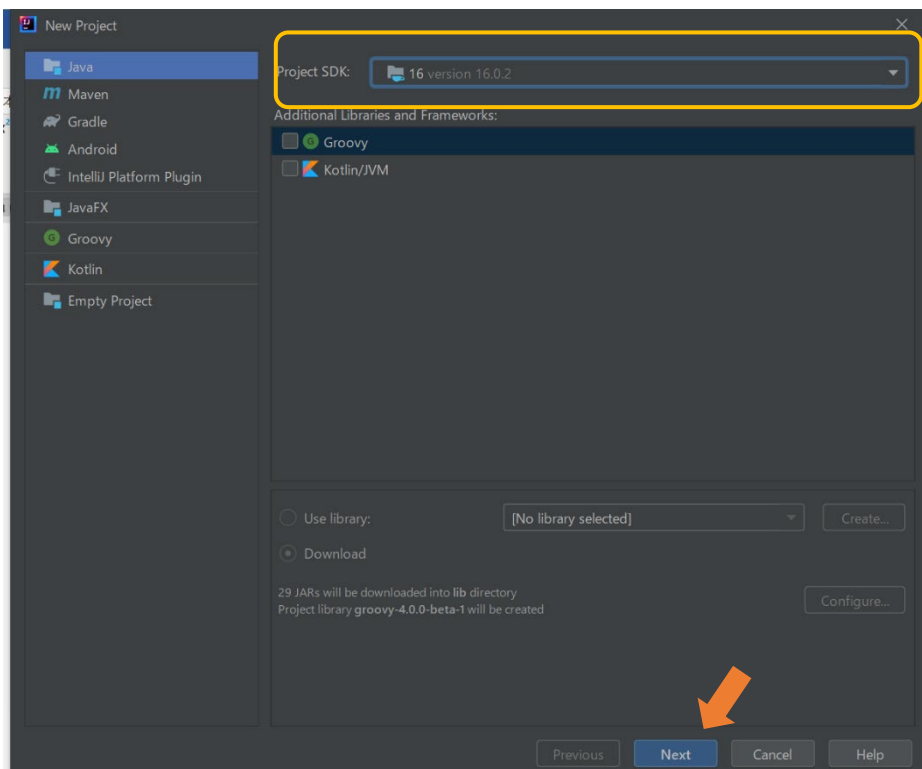 New Project
Java
Maven
Gradle
Android
IntelliJ Platform Plugin
JavaFX
Groovy
Kotlin
Empty Project
Project SDK: 16 version 16.0.2
Additional Libraries and Frameworks:
Groovy
Kotlin/JVM
Use library: [No library selected] Create...
Download
29 JARs will be downloaded into lib directory
Project library groovy-4.0.0-beta-1 will be created
Configure...
Previous Next Cancel Help